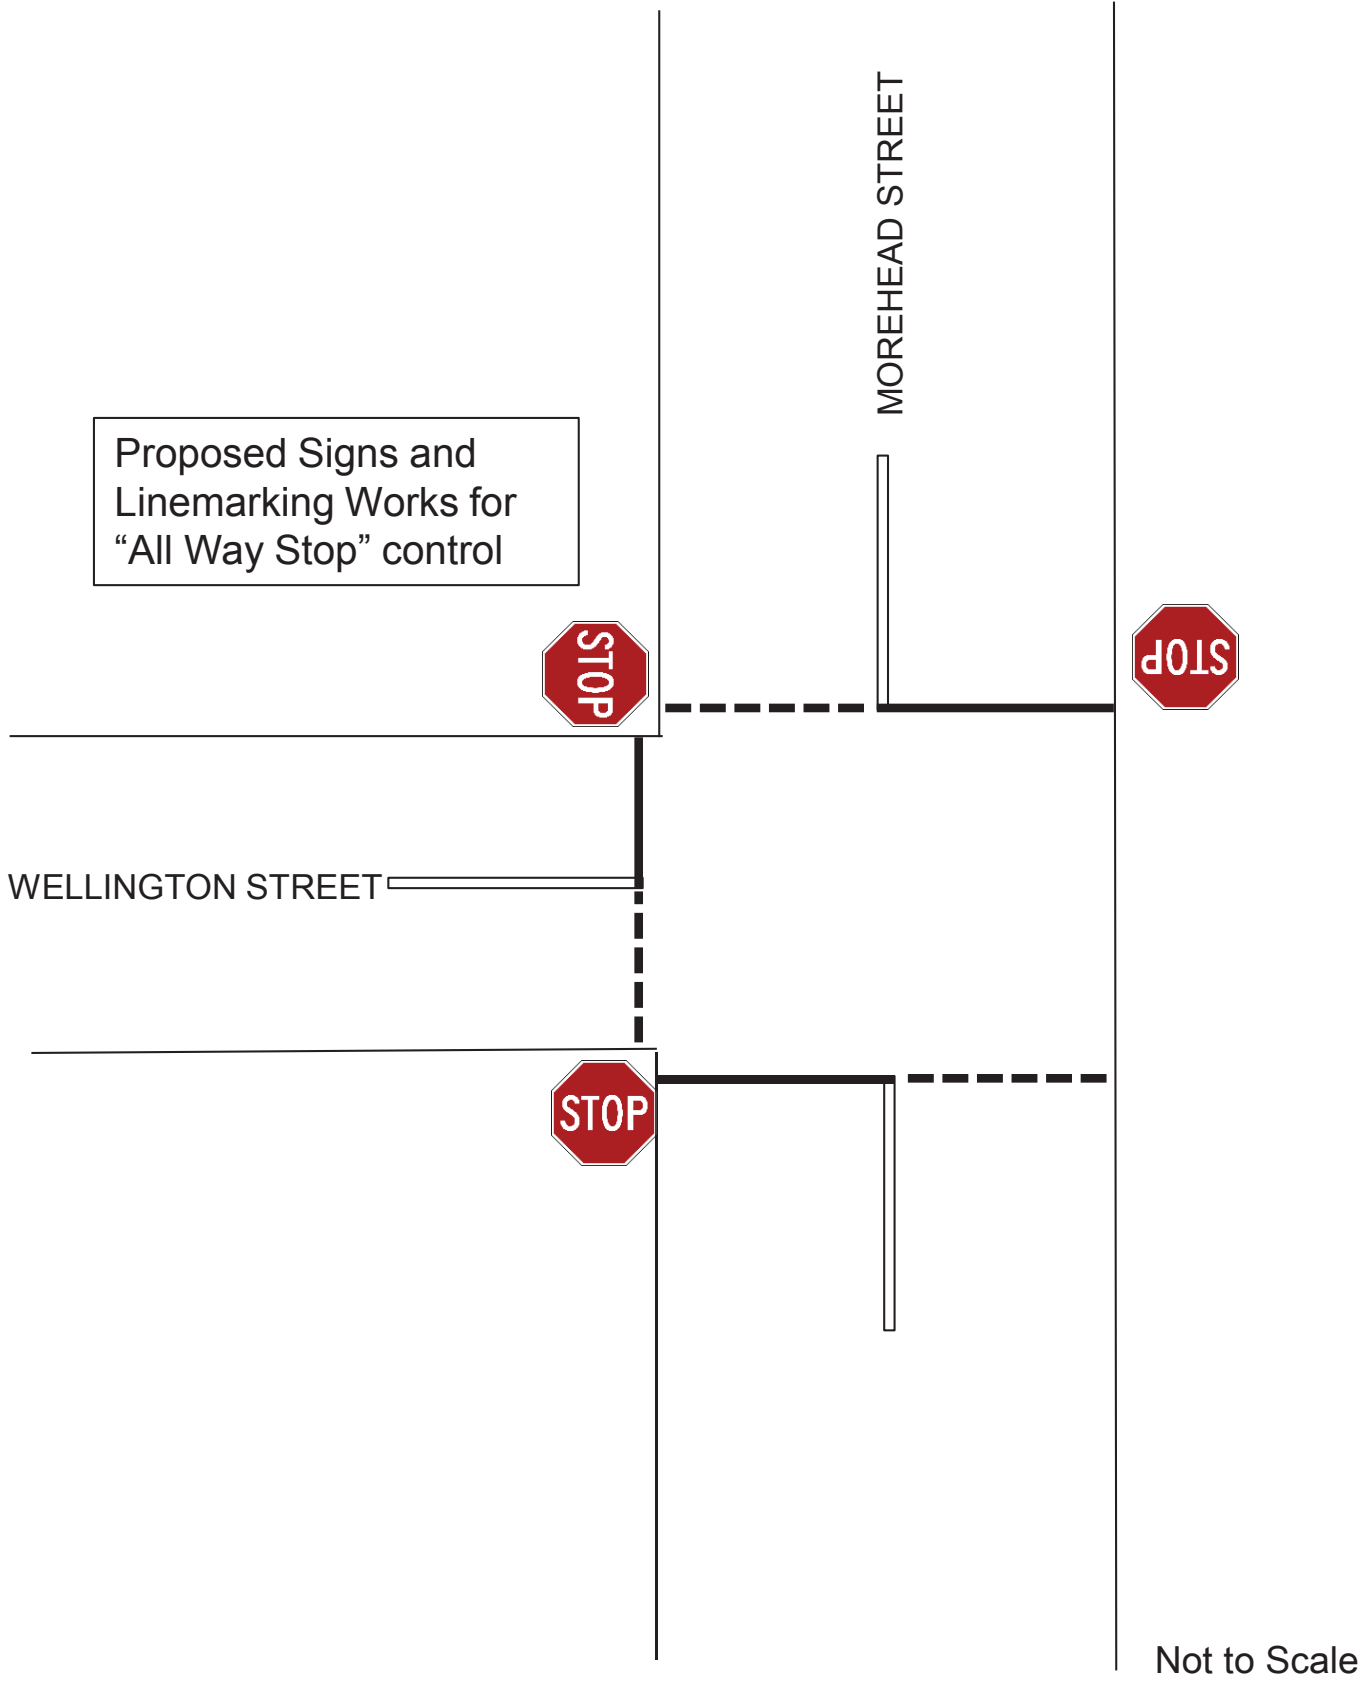 MOREHEAD STREET
Proposed Signs and
Linemarking Works for
“All Way Stop” control
STOP
STOP
WELLINGTON STREET
STOP
Not to Scale